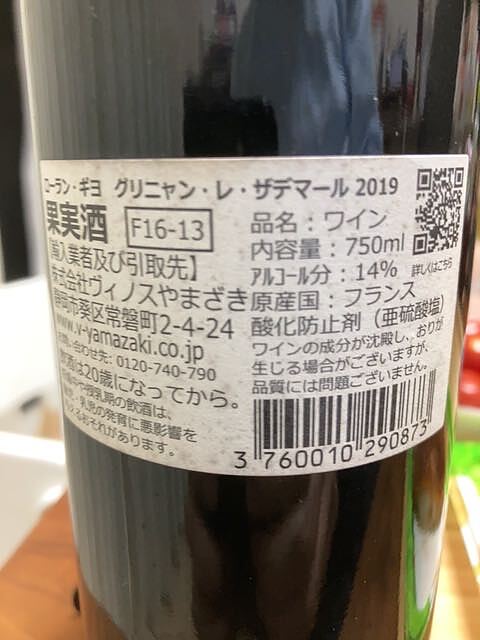 ローラン・ギヨ グリニャン・レ・ザデマール 2019
果実酒 F16-13
【輸入業者及び引取先】
株式会社ヴィノスやまざき
静岡市葵区常磐町2-4-24
www.v-yamazaki.co.jp
お問い合わせ先: 0120-740-790
飲酒は20歳になってから。
や授乳期の飲酒は、
・乳児の発育に悪影響を
るおそれがあります。
品名:ワイン
内容量:750ml
アルコール分:14%
詳しくはこちら
原産国:フランス
酸化防止剤(亜硫酸塩)
ワインの成分が沈殿し、おりが
生じる場合がございますが、
品質には問題ございません。
3 760010 290873